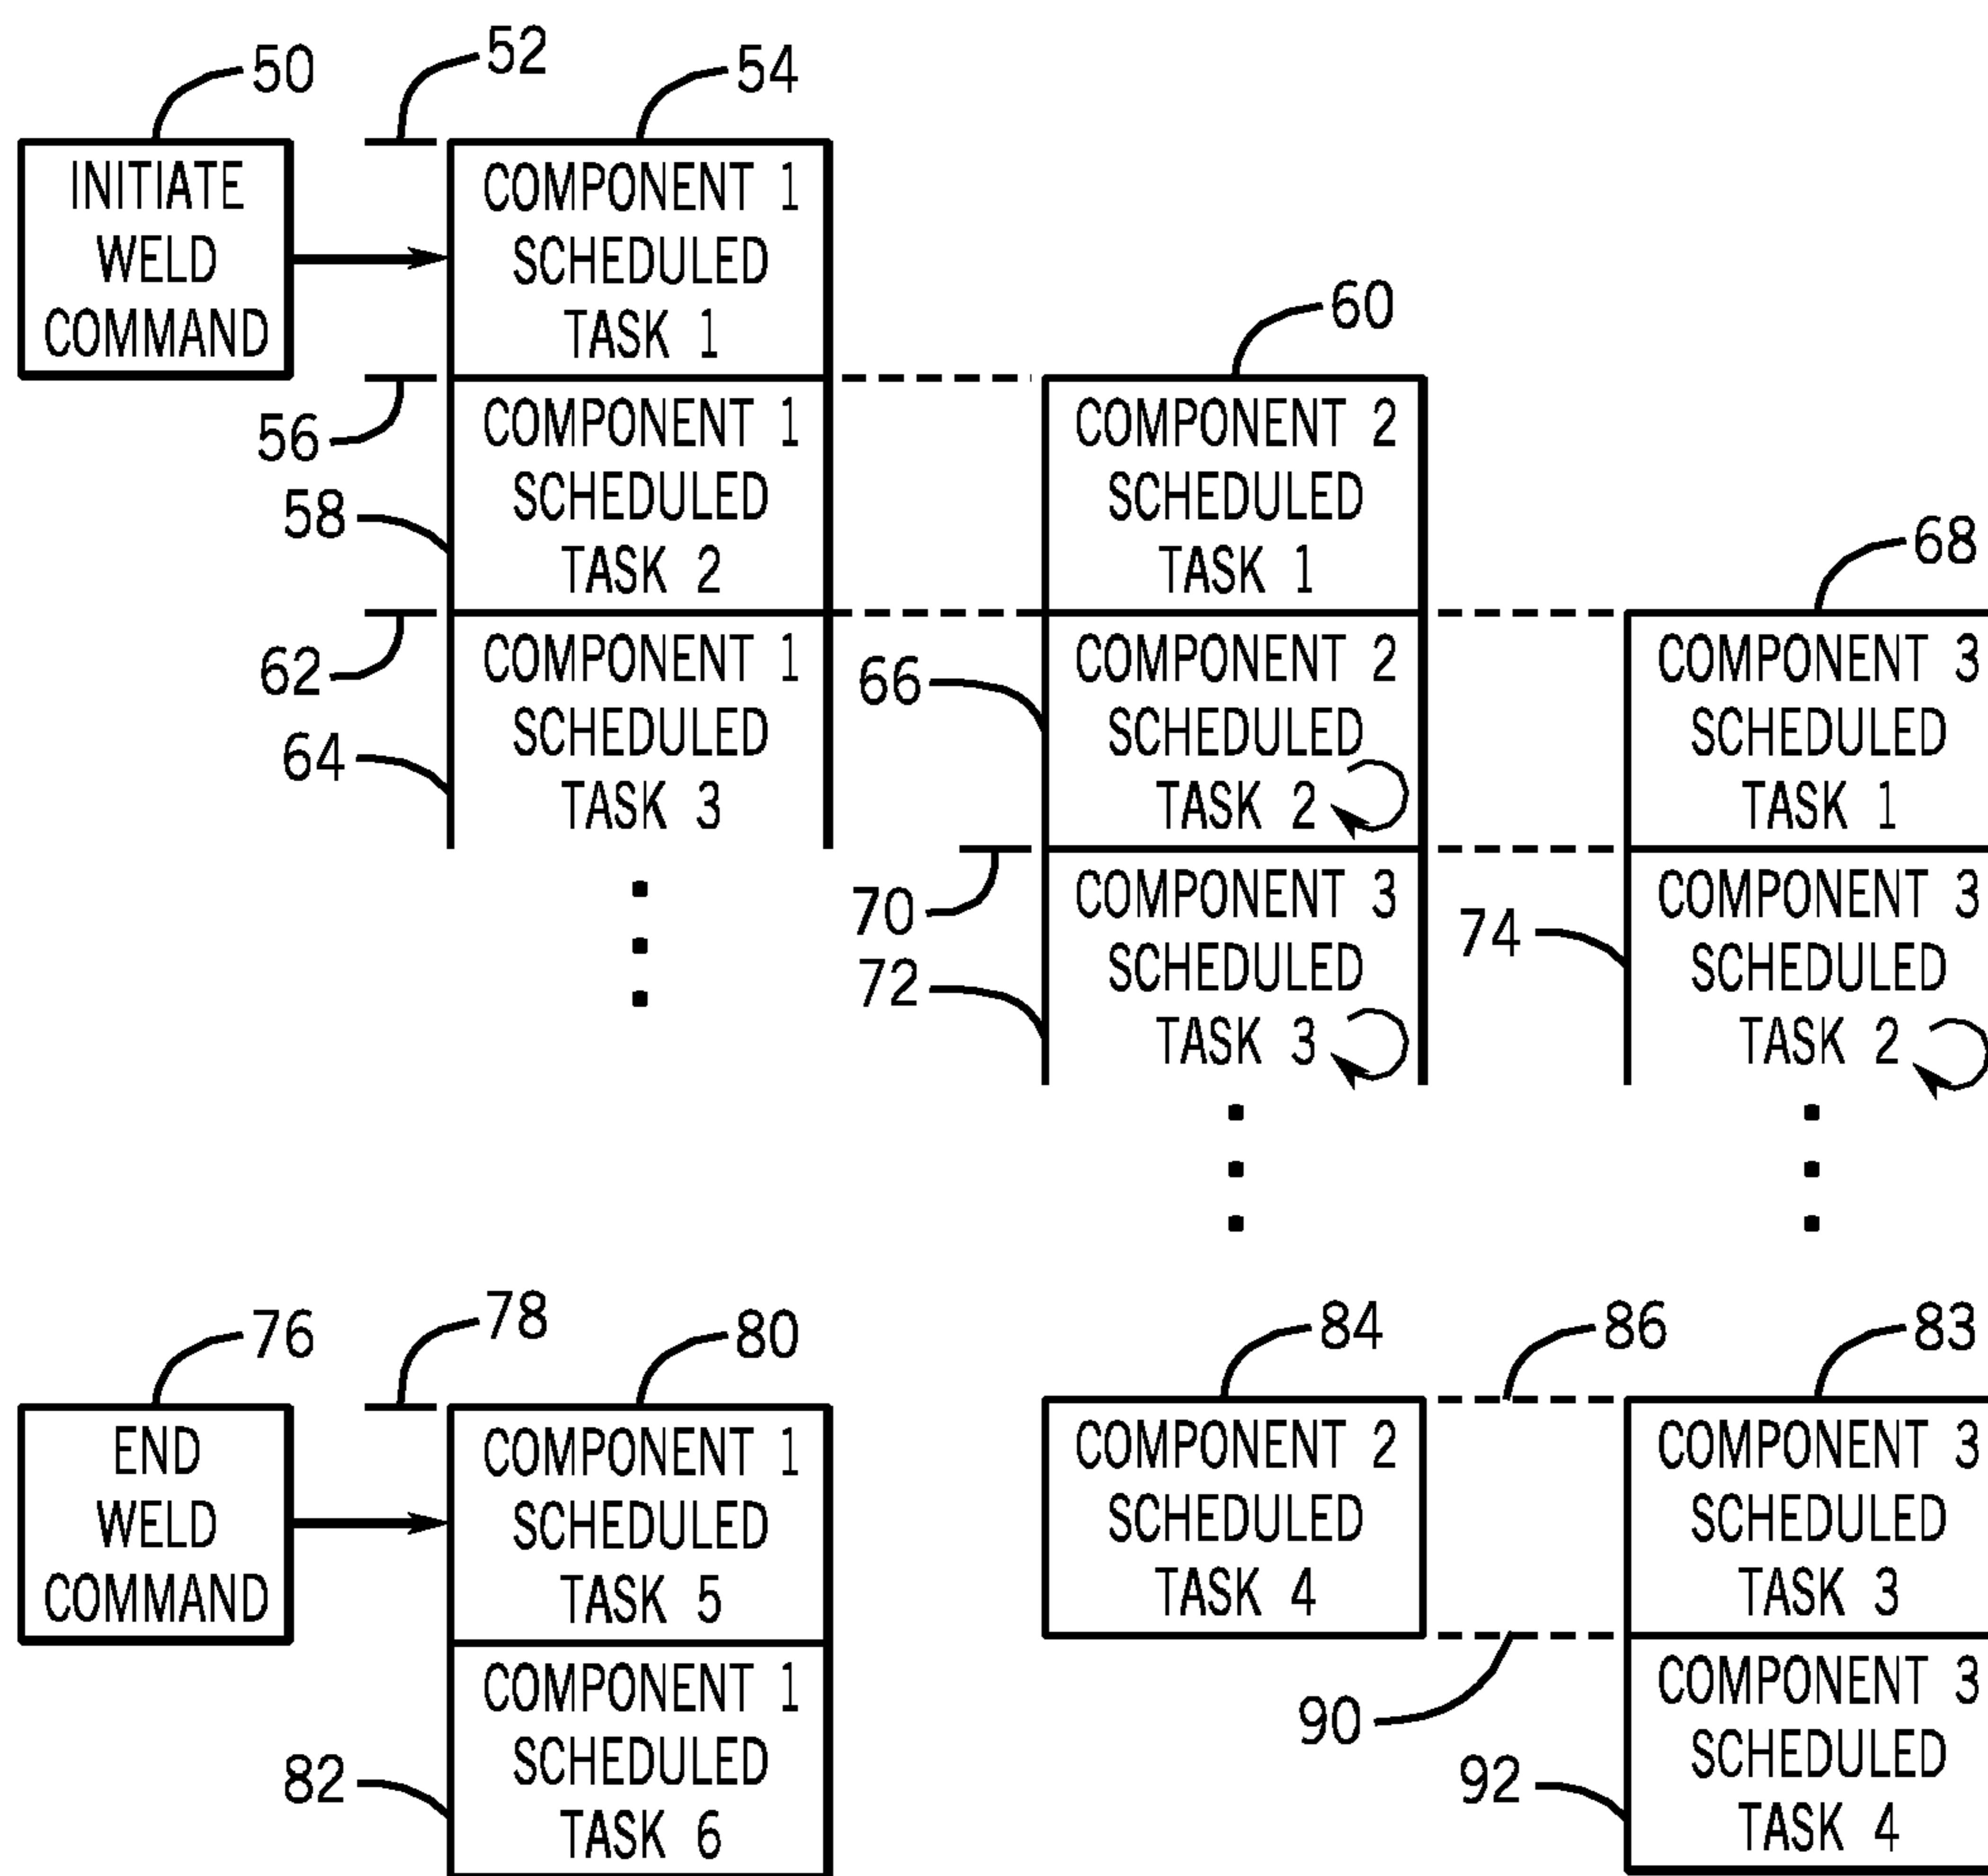 50
52
54
INITIATE
WELD
COMMAND
COMPONENT 1
SCHEDULED
TASK 1
60
56
58
COMPONENT 1
SCHEDULED
TASK 2
COMPONENT 2
SCHEDULED
TASK 1
68
62
64
COMPONENT 1
SCHEDULED
TASK 3
66
COMPONENT 2
SCHEDULED
TASK 2
COMPONENT 3
SCHEDULED
TASK 1
70
72
COMPONENT 3
SCHEDULED
TASK 3
74
COMPONENT 3
SCHEDULED
TASK 2
76
78
80
84
86
83
END
WELD
COMMAND
COMPONENT 1
SCHEDULED
TASK 5
COMPONENT 2
SCHEDULED
TASK 4
COMPONENT 3
SCHEDULED
TASK 3
82
COMPONENT 1
SCHEDULED
TASK 6
90
92
COMPONENT 3
SCHEDULED
TASK 4